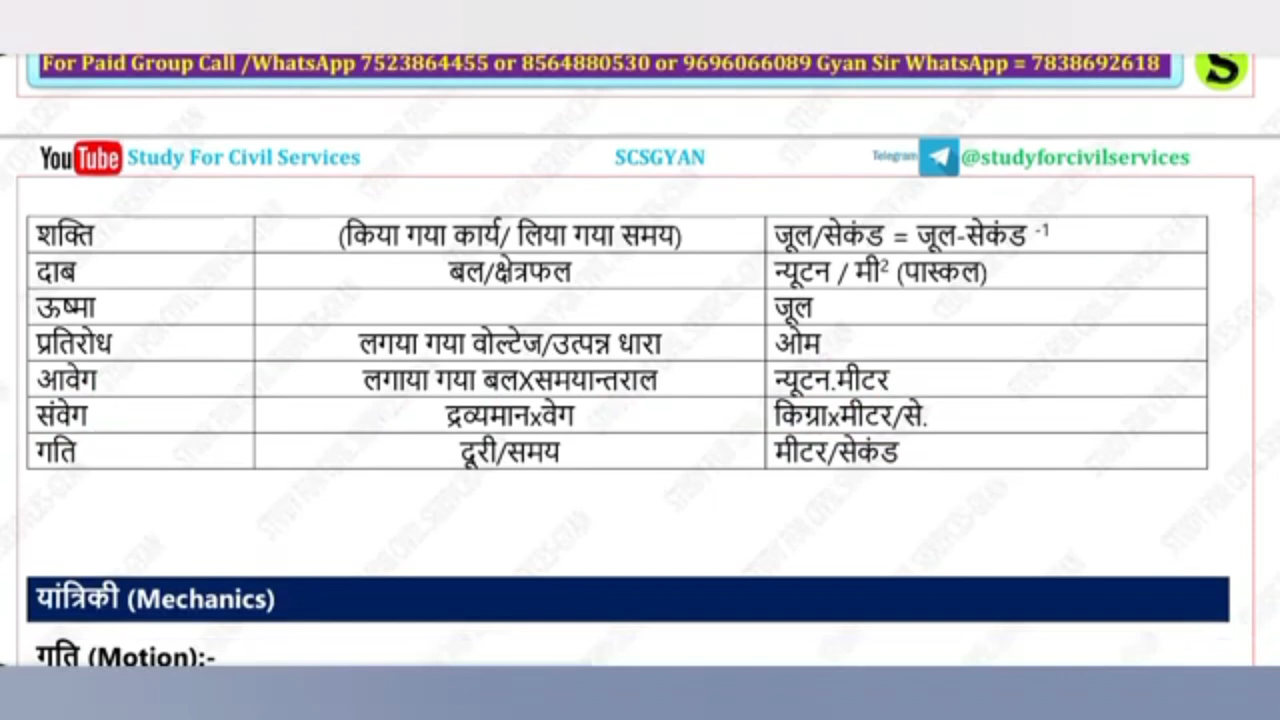 For Paid Group Call /WhatsApp 7523864455 or 8564880530 or 9696066089 Gyan Sir WhatsApp = 7838692618
S
YouTube Study For Civil Services SCSGYAN Telegram @studyforcivilservices
शक्ति (किया गया कार्य/ लिया गया समय) जूल/सेकंड = जूल-सेकंड -1
दाब बल/क्षेत्रफल न्यूटन / मी² (पास्कल)
ऊष्मा जूल
प्रतिरोध लगया गया वोल्टेज/उत्पन्न धारा ओम
आवेग लगाया गया बलXसमयान्तराल न्यूटन.मीटर
संवेग द्रव्यमानxवेग किग्राxमीटर/से.
गति दूरी/समय मीटर/सेकंड
यांत्रिकी (Mechanics)
गति (Motion):-